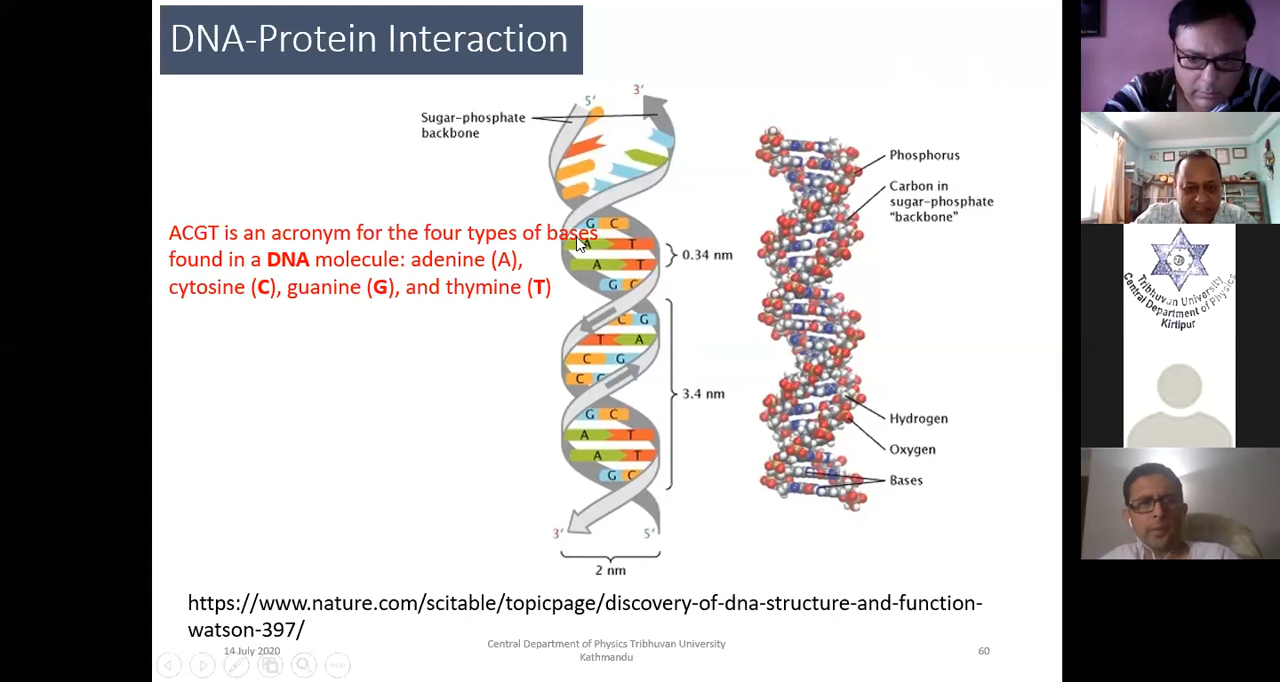 DNA-Protein Interaction
5′
3′
Sugar-phosphate
backbone
ACGT is an acronym for the four types of bases
found in a DNA molecule: adenine (A),
cytosine (C), guanine (G), and thymine (T)
G C
A T
A T
G C
C G
T A
C G
C G
G C
A T
A T
G C
0.34 nm
3.4 nm
3′
5′
2 nm
Phosphorus
Carbon in
sugar-phosphate
“backbone”
Hydrogen
Oxygen
Bases
https://www.nature.com/scitable/topicpage/discovery-of-dna-structure-and-function-
watson-397/
14 July 2020
Central Department of Physics Tribhuvan University
Kathmandu
60
Tribhuvan University
Central Department of Physics
Kirtipur